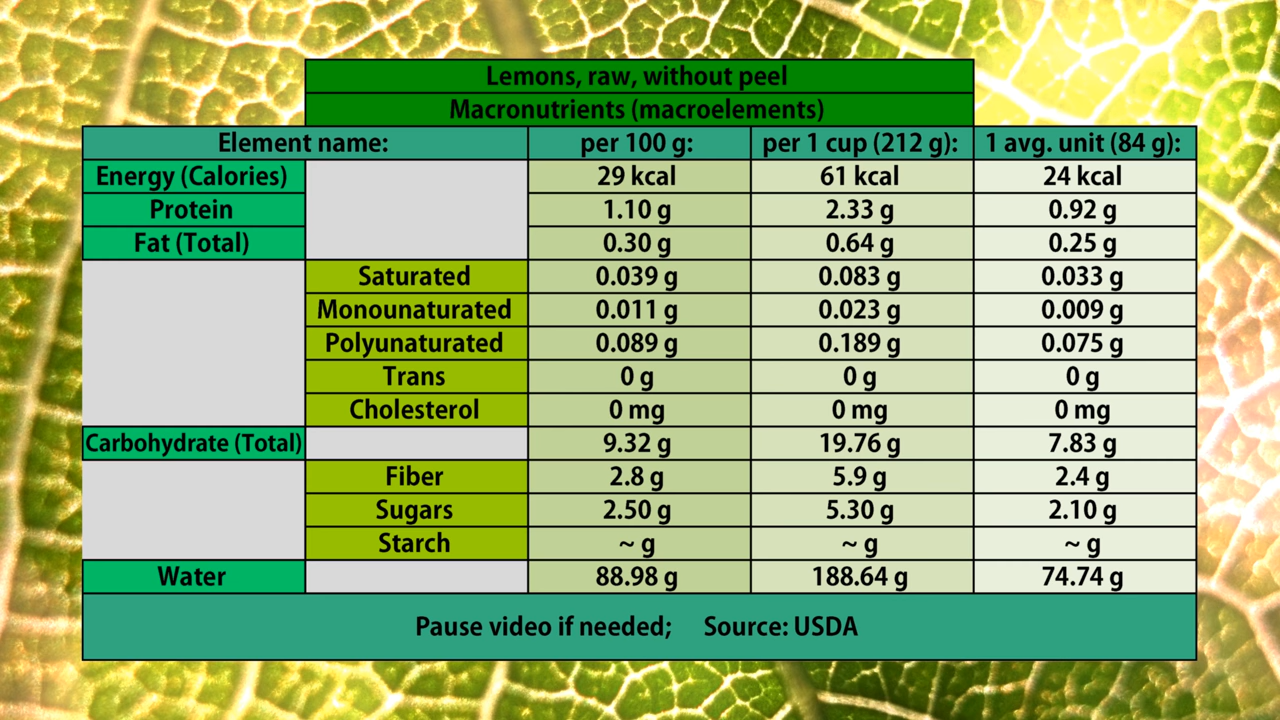 Lemons, raw, without peel
Macronutrients (macroelements)
Element name: per 100 g: per 1 cup (212 g): 1 avg. unit (84 g):
Energy (Calories) 29 kcal 61 kcal 24 kcal
Protein 1.10 g 2.33 g 0.92 g
Fat (Total) 0.30 g 0.64 g 0.25 g
Saturated 0.039 g 0.083 g 0.033 g
Monounaturated 0.011 g 0.023 g 0.009 g
Polyunaturated 0.089 g 0.189 g 0.075 g
Trans 0 g 0 g 0 g
Cholesterol 0 mg 0 mg 0 mg
Carbohydrate (Total) 9.32 g 19.76 g 7.83 g
Fiber 2.8 g 5.9 g 2.4 g
Sugars 2.50 g 5.30 g 2.10 g
Starch ~ g ~ g ~ g
Water 88.98 g 188.64 g 74.74 g
Pause video if needed; Source: USDA